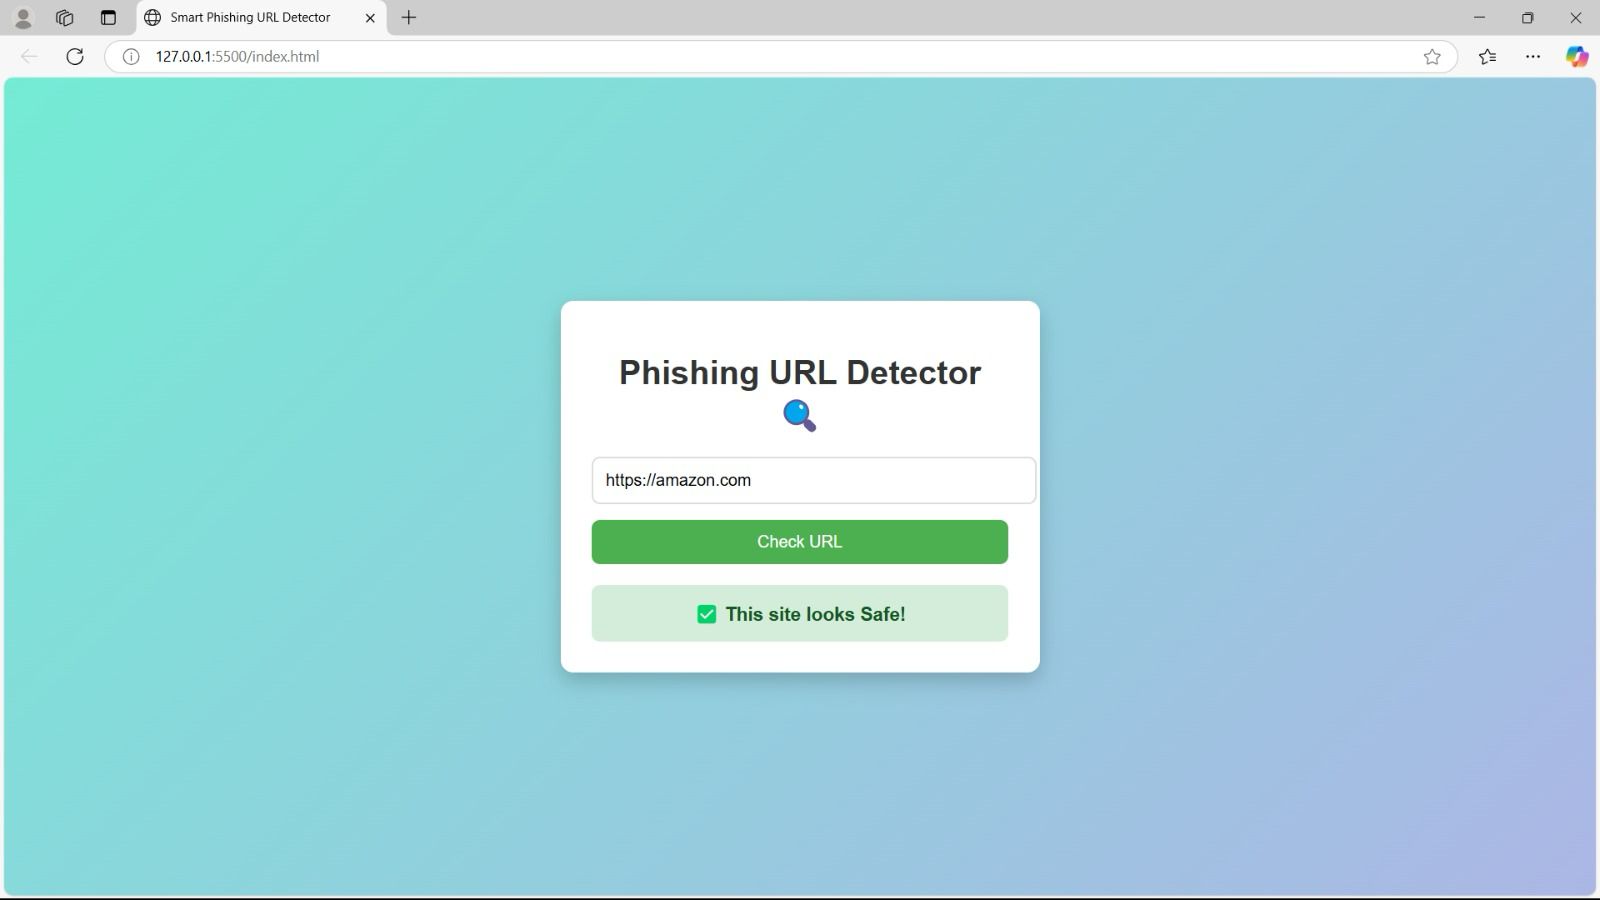 Smart Phishing URL Detector
127.0.0.1:5500/index.html
Phishing URL Detector
https://amazon.com
Check URL
This site looks Safe!